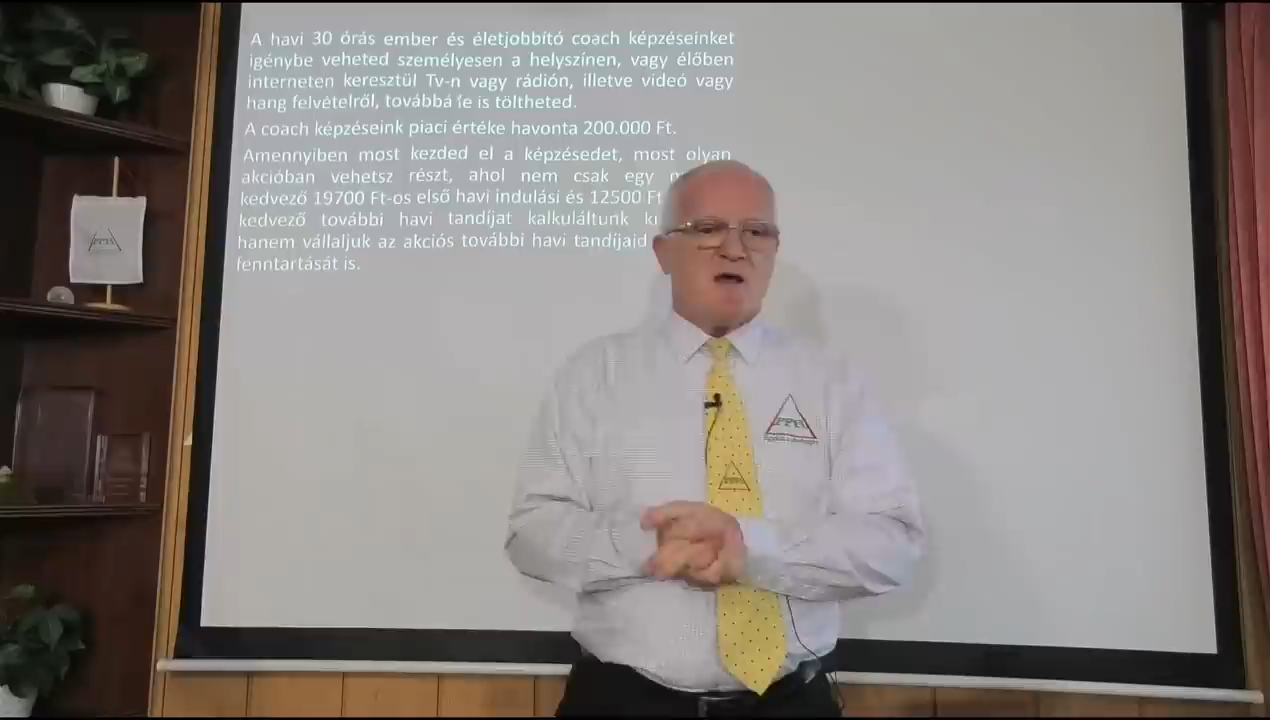 A havi 30 órás ember és életjobbító coach képzéseinket
igénybe veheted személyesen a helyszínen, vagy élőben
interneten keresztül Tv-n vagy rádión, illetve videó vagy
hang felvételről, továbbá le is töltheted.
A coach képzéseink piaci értéke havonta 200.000 Ft.
Amennyiben most kezded el a képzésedet, most olyan
akcióban vehetsz részt, ahol nem csak egy
kedvező 19700 Ft-os első havi indulási és 12500 Ft
kedvező további havi tandíjat kalkuláltunk ki
hanem vállaljuk az akciós további havi tandíjaid
fenntartását is.